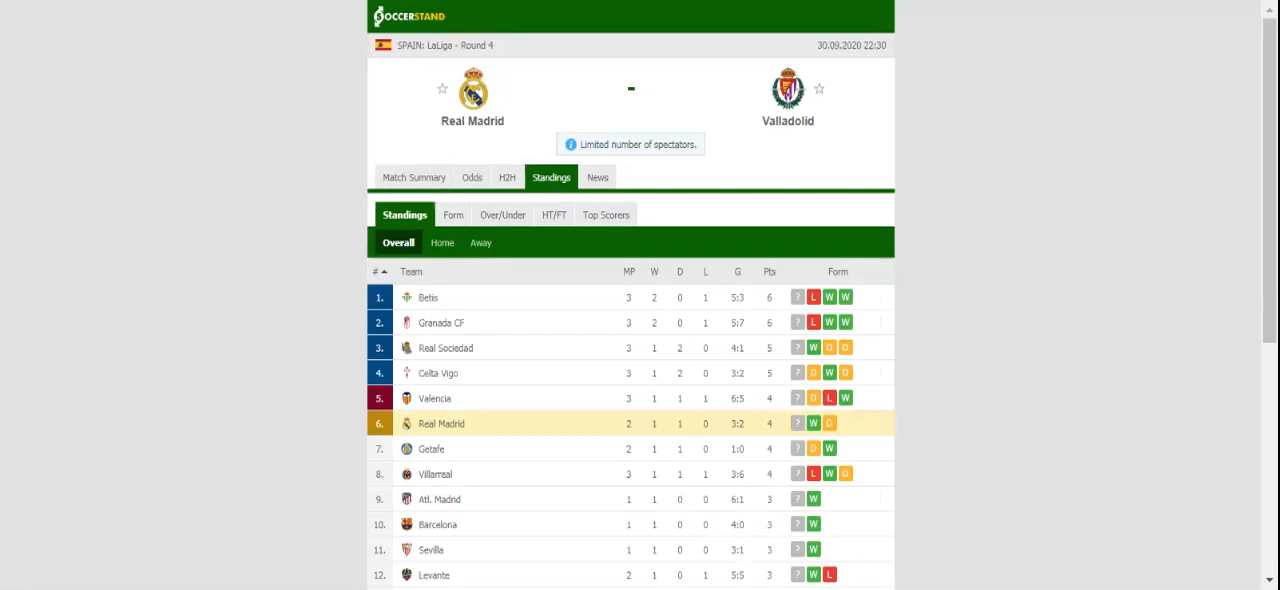 SOCCERSTAND
SPAIN: LaLiga - Round 4 30.09.2020 22:30
-
Real Madrid Valladolid
Limited number of spectators.
Match Summary Odds H2H Standings News
Standings Form Over/Under HT/FT Top Scorers
Overall Home Away
# Team MP W D L G Pts Form
1. Betis 3 2 0 1 5:3 6 ? L W W
2. Granada CF 3 2 0 1 5:7 6 ? L W W
3. Real Sociedad 3 1 2 0 4:1 5 ? W D D
4. Celta Vigo 3 1 2 0 3:2 5 ? D W D
5. Valencia 3 1 1 1 6:5 4 ? D L W
6. Real Madrid 2 1 1 0 3:2 4 ? W D
7. Getafe 2 1 1 0 1:0 4 ? D W
8. Villarreal 3 1 1 1 3:6 4 ? L W D
9. Atl. Madrid 1 1 0 0 6:1 3 ? W
10. Barcelona 1 1 0 0 4:0 3 ? W
11. Sevilla 1 1 0 0 3:1 3 ? W
12. Levante 2 1 0 1 5:5 3 ? W L